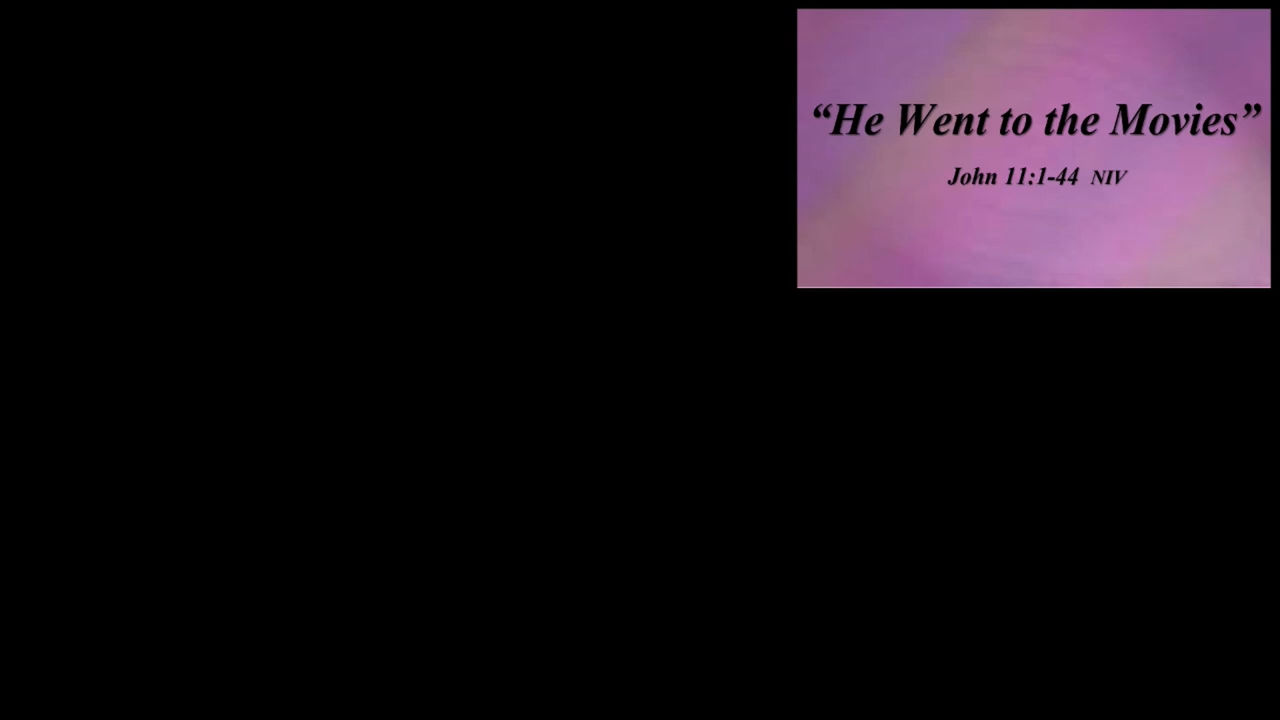 “He Went to the Movies”
John 11:1-44 NIV